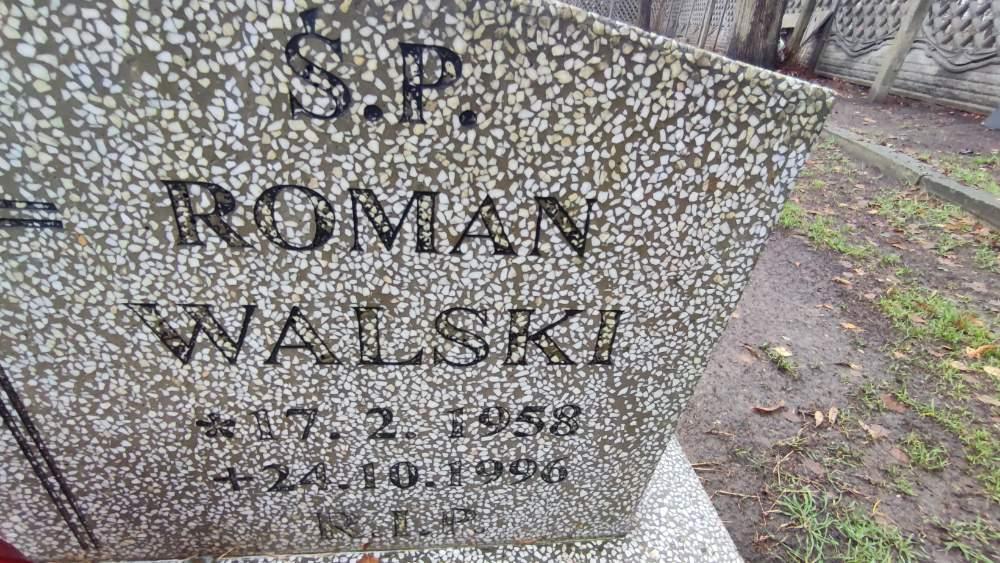 Ś.P.
ROMAN
WALSKI
* 17. 2. 1958
+ 24.10.1996
R.I.P.